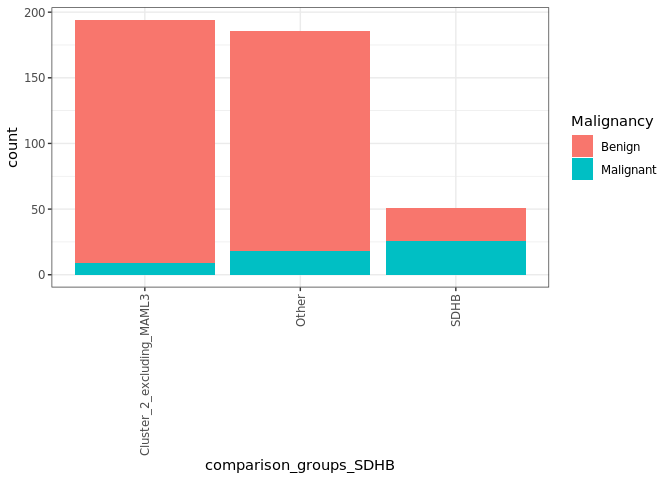 200
150
100
50
0
count
Cluster_2_excluding_MAML3
Other
SDHB
comparison_groups_SDHB
Malignancy
Benign
Malignant